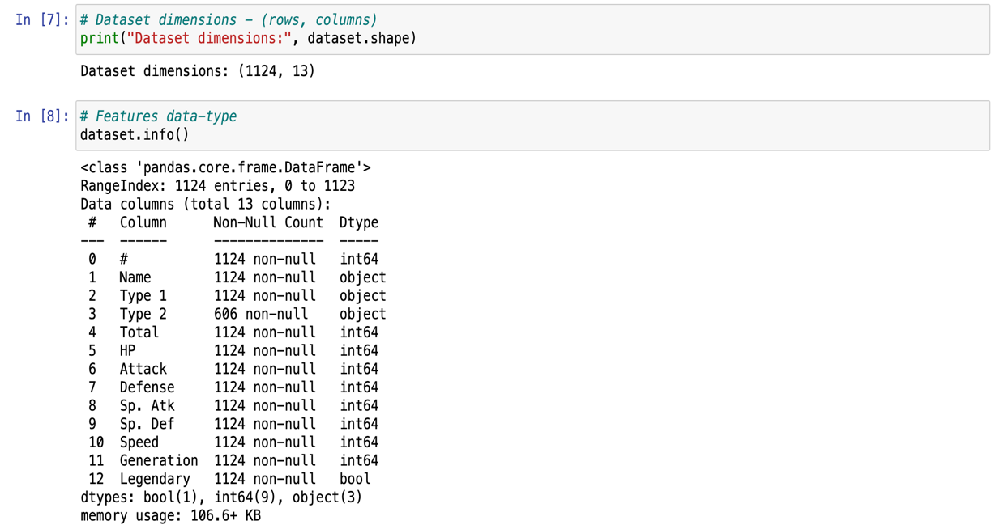 In [7]: # Dataset dimensions - (rows, columns)
print("Dataset dimensions:", dataset.shape)
Dataset dimensions: (1124, 13)
In [8]: # Features data-type
dataset.info()
<class 'pandas.core.frame.DataFrame'>
RangeIndex: 1124 entries, 0 to 1123
Data columns (total 13 columns):
 #   Column      Non-Null Count  Dtype
---  ------      --------------  -----
 0   #           1124 non-null   int64
 1   Name        1124 non-null   object
 2   Type 1      1124 non-null   object
 3   Type 2      606 non-null    object
 4   Total       1124 non-null   int64
 5   HP          1124 non-null   int64
 6   Attack      1124 non-null   int64
 7   Defense     1124 non-null   int64
 8   Sp. Atk     1124 non-null   int64
 9   Sp. Def     1124 non-null   int64
 10  Speed       1124 non-null   int64
 11  Generation  1124 non-null   int64
 12  Legendary   1124 non-null   bool
dtypes: bool(1), int64(9), object(3)
memory usage: 106.6+ KB